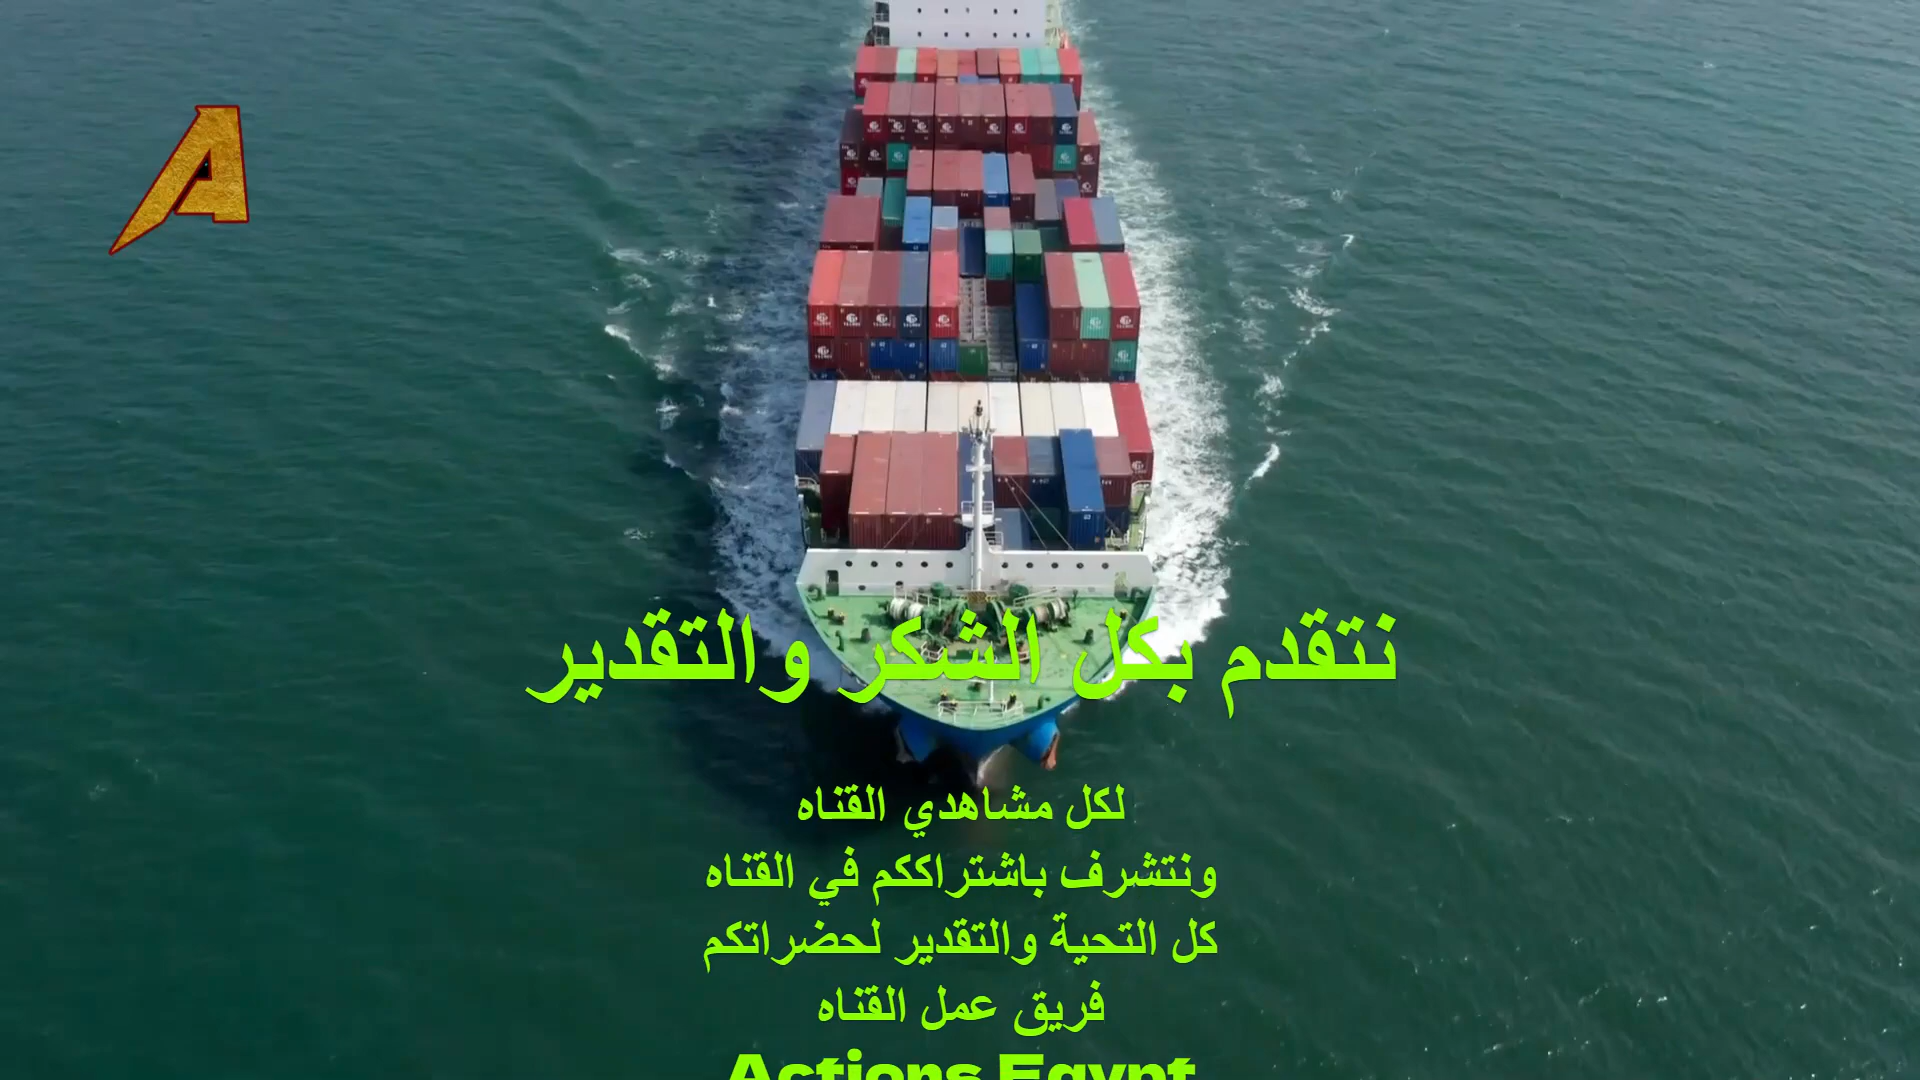 A
نتقدم بكل الشكر والتقدير
لكل مشاهدي القناه
ونتشرف باشتراككم في القناه
كل التحية والتقدير لحضراتكم
فريق عمل القناه
Actions Egypt